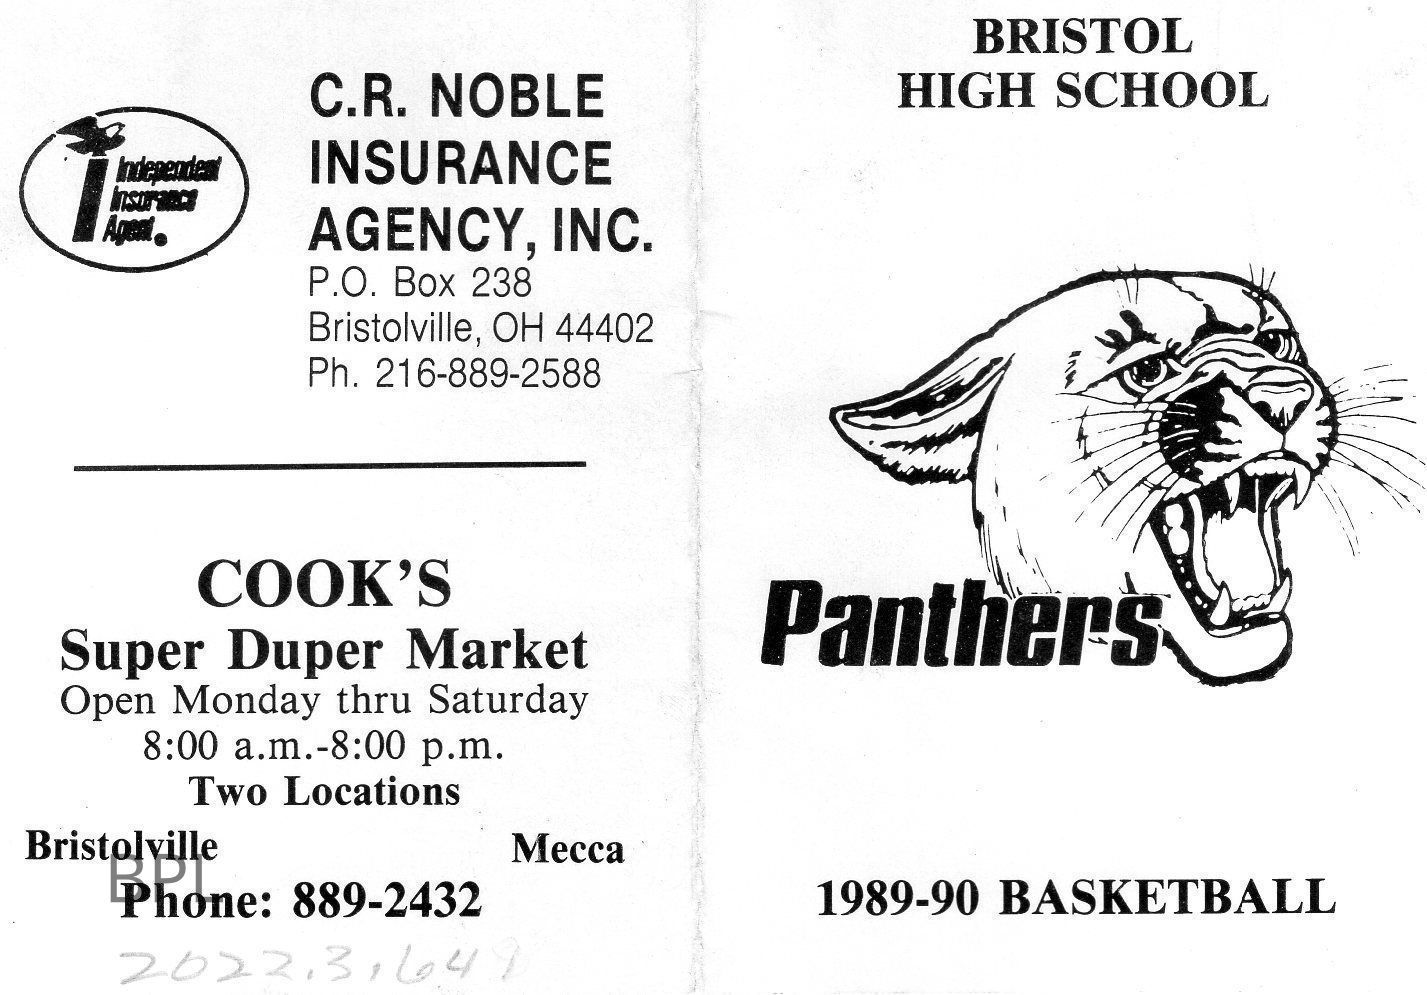 Independent
Insurance
Agent
C.R. NOBLE
INSURANCE
AGENCY, INC.
P.O. Box 238
Bristolville, OH 44402
Ph. 216-889-2588
COOK'S
Super Duper Market
Open Monday thru Saturday
8:00 a.m.-8:00 p.m.
Two Locations
Bristolville Mecca
BPL
Phone: 889-2432
2022.3.649
BRISTOL
HIGH SCHOOL
Panthers
1989-90 BASKETBALL